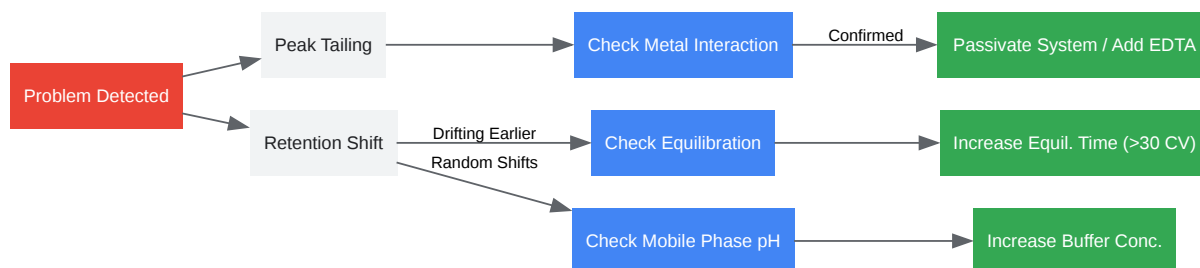 Problem Detected
Peak Tailing
Check Metal Interaction
Confirmed
Passivate System / Add EDTA
Retention Shift
Drifting Earlier
Check Equilibration
Increase Equil. Time (>30 CV)
Random Shifts
Check Mobile Phase pH
Increase Buffer Conc.